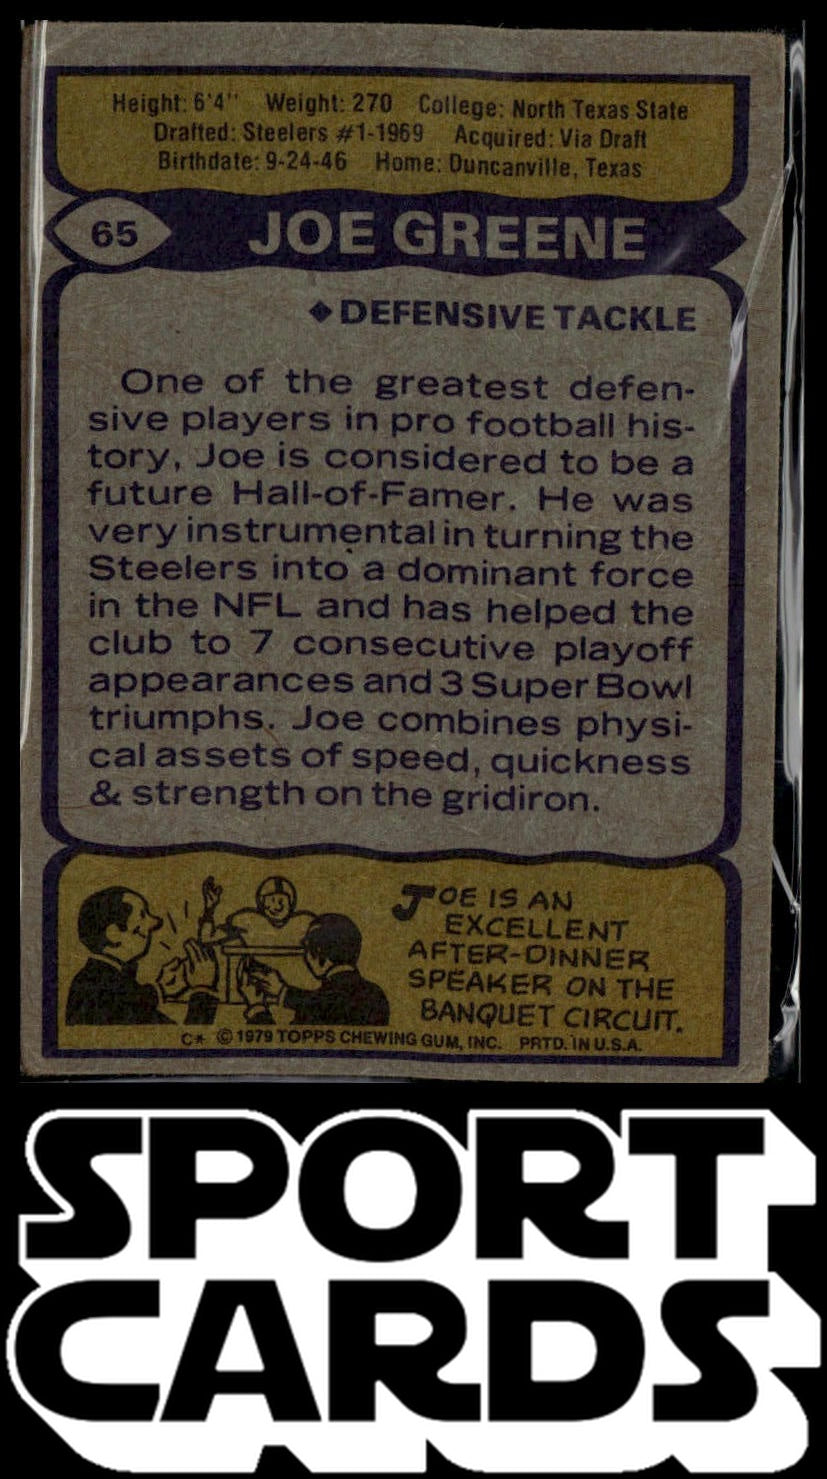 Height: 6'4" Weight: 270 College: North Texas State
Drafted: Steelers #1-1969 Acquired: Via Draft
Birthdate: 9-24-46 Home: Duncanville, Texas
65 JOE GREENE
◆ DEFENSIVE TACKLE
One of the greatest defen-
sive players in pro football his-
tory, Joe is considered to be a
future Hall-of-Famer. He was
very instrumental in turning the
Steelers into a dominant force
in the NFL and has helped the
club to 7 consecutive playoff
appearances and 3 Super Bowl
triumphs. Joe combines physi-
cal assets of speed, quickness
& strength on the gridiron.
JOE IS AN
EXCELLENT
AFTER-DINNER
SPEAKER ON THE
BANQUET CIRCUIT.
C* © 1979 TOPPS CHEWING GUM, INC. PRTD. IN U.S.A.
SPORT
CARDS